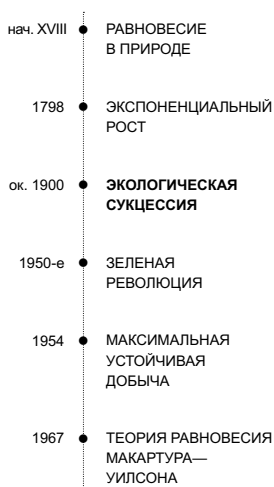 нач. XVIII РАВНОВЕСИЕ
В ПРИРОДЕ
1798 ЭКСПОНЕНЦИАЛЬНЫЙ
РОСТ
ок. 1900 ЭКОЛОГИЧЕСКАЯ
СУКЦЕССИЯ
1950-е ЗЕЛЕНАЯ
РЕВОЛЮЦИЯ
1954 МАКСИМАЛЬНАЯ
УСТОЙЧИВАЯ
ДОБЫЧА
1967 ТЕОРИЯ РАВНОВЕСИЯ
МАКАРТУРА—
УИЛСОНА